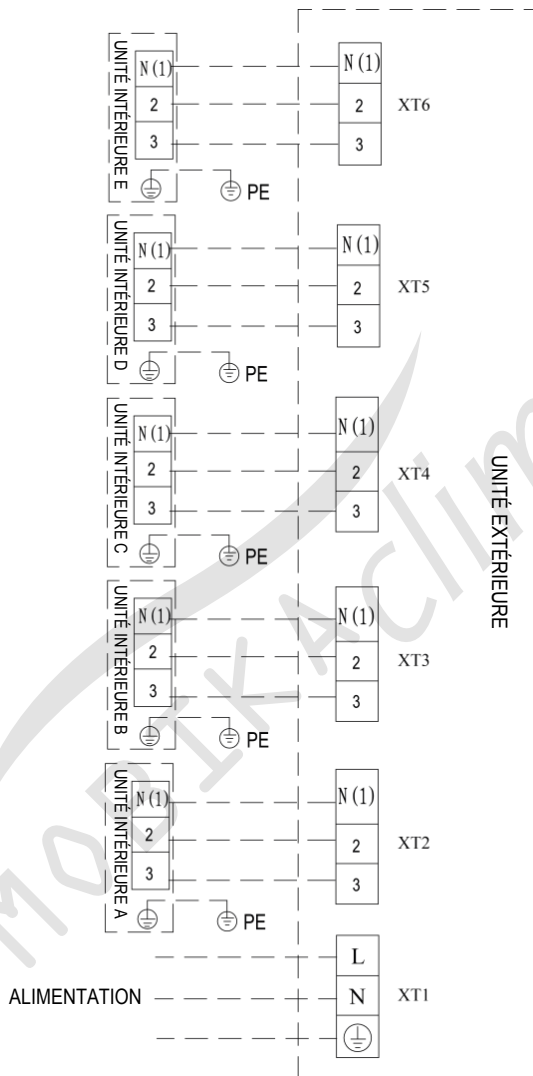 UNITÉ INTÉRIEURE E
N(1)
2
3
PE
N(1)
2
3
XT6
UNITÉ INTÉRIEURE D
N(1)
2
3
PE
N(1)
2
3
XT5
UNITÉ INTÉRIEURE C
N(1)
2
3
PE
N(1)
2
3
XT4
UNITÉ EXTÉRIEURE
UNITÉ INTÉRIEURE B
N(1)
2
3
PE
N(1)
2
3
XT3
UNITÉ INTÉRIEURE A
N(1)
2
3
PE
N(1)
2
3
XT2
ALIMENTATION
L
N
XT1
MOBIKAclim